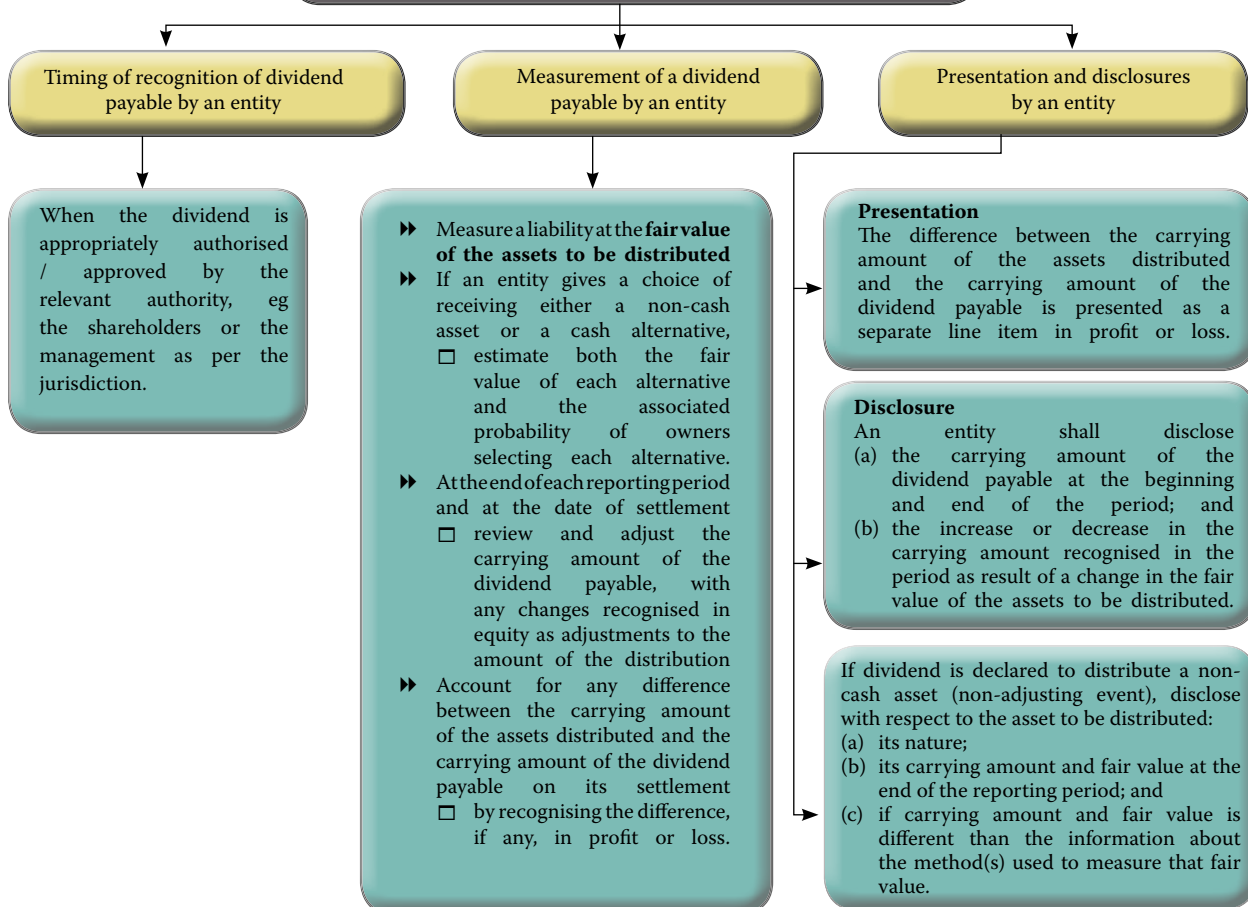 Timing of recognition of dividend
payable by an entity
Measurement of a dividend
payable by an entity
Presentation and disclosures
by an entity
When the dividend is
appropriately authorised
/ approved by the
relevant authority, eg
the shareholders or the
management as per the
jurisdiction.
Measure a liability at the fair value
of the assets to be distributed
If an entity gives a choice of
receiving either a non-cash
asset or a cash alternative,
estimate both the fair
value of each alternative
and the associated
probability of owners
selecting each alternative.
At the end of each reporting period
and at the date of settlement
review and adjust the
carrying amount of the
dividend payable, with
any changes recognised in
equity as adjustments to the
amount of the distribution
Account for any difference
between the carrying amount
of the assets distributed and the
carrying amount of the dividend
payable on its settlement
by recognising the difference,
if any, in profit or loss.
Presentation
The difference between the carrying
amount of the assets distributed
and the carrying amount of the
dividend payable is presented as a
separate line item in profit or loss.
Disclosure
An entity shall disclose
(a) the carrying amount of the
dividend payable at the beginning
and end of the period; and
(b) the increase or decrease in the
carrying amount recognised in the
period as result of a change in the fair
value of the assets to be distributed.
If dividend is declared to distribute a non-
cash asset (non-adjusting event), disclose
with respect to the asset to be distributed:
(a) its nature;
(b) its carrying amount and fair value at the
end of the reporting period; and
(c) if carrying amount and fair value is
different than the information about
the method(s) used to measure that fair
value.